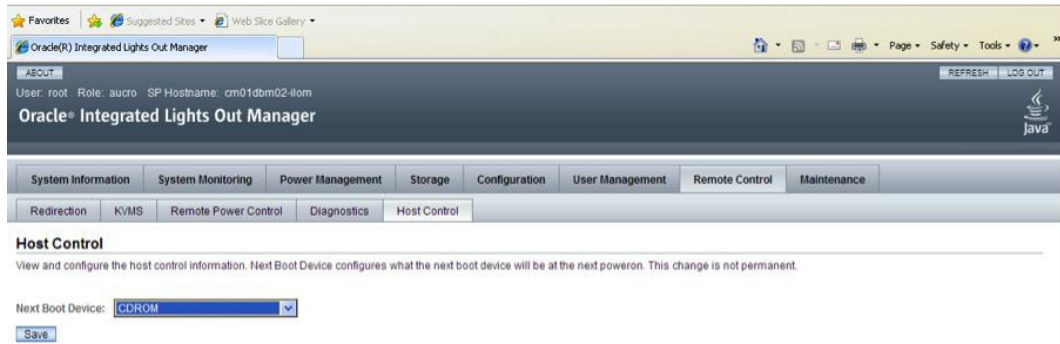 Favorites Suggested Sites Web Slice Gallery
Oracle(R) Integrated Lights Out Manager Page Safety Tools »
ABOUT REFRESH LOG OUT
User: root Role: aucro SP Hostname: cm01dbm02-ilom
Oracle® Integrated Lights Out Manager Java
System Information System Monitoring Power Management Storage Configuration User Management Remote Control Maintenance
Redirection KVMS Remote Power Control Diagnostics Host Control
Host Control
View and configure the host control information. Next Boot Device configures what the next boot device will be at the next poweron. This change is not permanent.
Next Boot Device: CDROM
Save